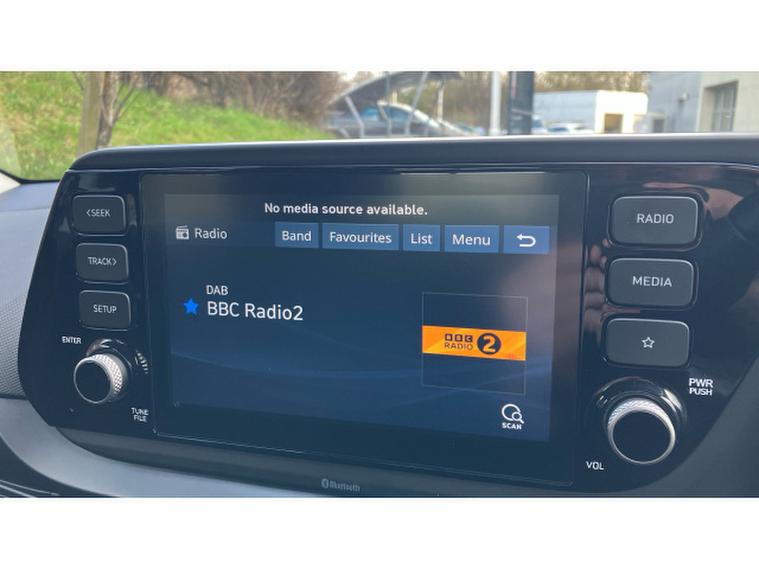 No media source available.
Radio
Band
Favourites
List
Menu
DAB
BBC Radio2
BBC
RADIO 2
SCAN
<SEEK
TRACK>
SETUP
ENTER
TUNE
FILE
RADIO
MEDIA
PWR
PUSH
VOL
Bluetooth